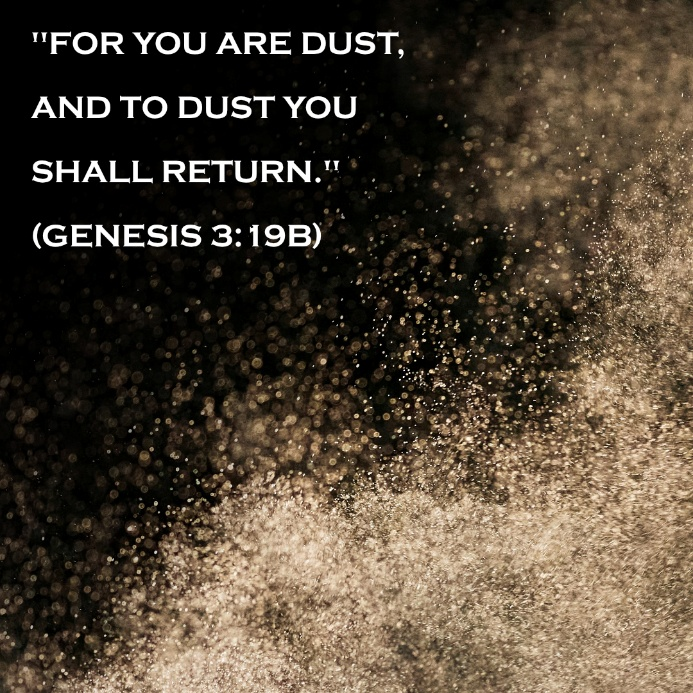 "FOR YOU ARE DUST,
AND TO DUST YOU
SHALL RETURN."
(GENESIS 3:19B)